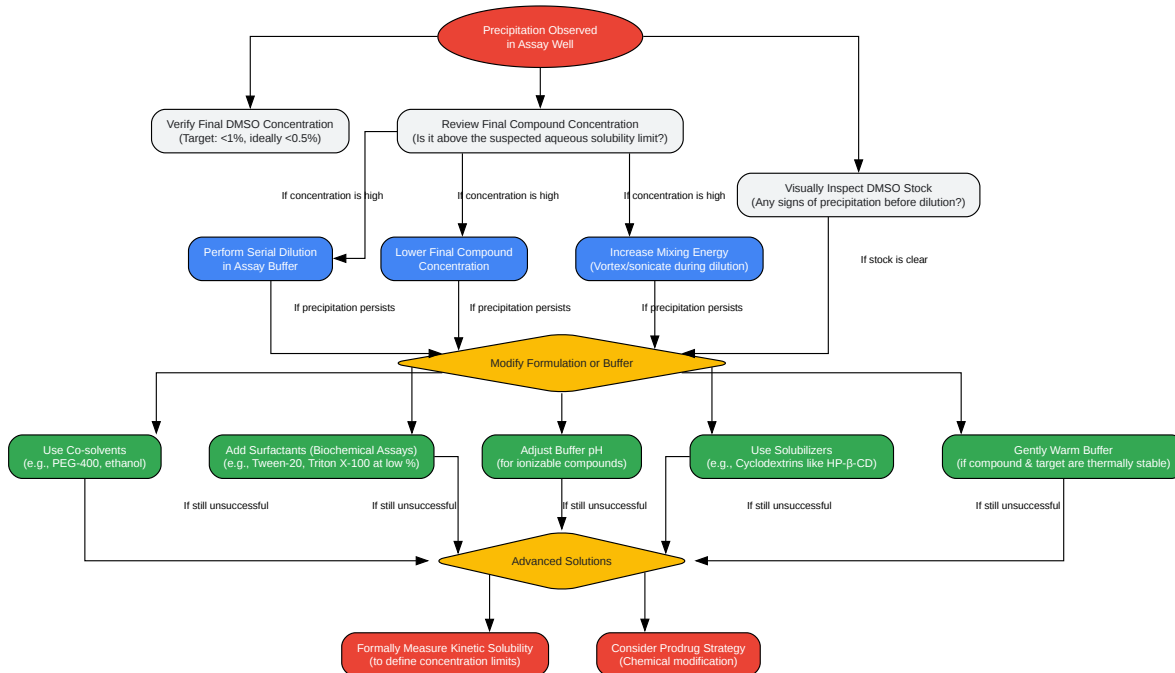 Precipitation Observed
in Assay Well
Verify Final DMSO Concentration
(Target: <1%, ideally <0.5%)
Review Final Compound Concentration
(Is it above the suspected aqueous solubility limit?)
Visually Inspect DMSO Stock
(Any signs of precipitation before dilution?)
If concentration is high
If concentration is high
If concentration is high
Perform Serial Dilution
in Assay Buffer
Lower Final Compound
Concentration
Increase Mixing Energy
(Vortex/sonicate during dilution)
If stock is clear
If precipitation persists
If precipitation persists
If precipitation persists
Modify Formulation or Buffer
Use Co-solvents
(e.g., PEG-400, ethanol)
Add Surfactants (Biochemical Assays)
(e.g., Tween-20, Triton X-100 at low %)
Adjust Buffer pH
(for ionizable compounds)
Use Solubilizers
(e.g., Cyclodextrins like HP-β-CD)
Gently Warm Buffer
(if compound & target are thermally stable)
If still unsuccessful
If still unsuccessful
If still unsuccessful
If still unsuccessful
If still unsuccessful
Advanced Solutions
Formally Measure Kinetic Solubility
(to define concentration limits)
Consider Prodrug Strategy
(Chemical modification)